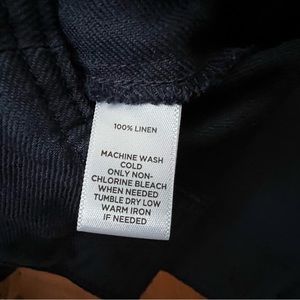 100% LINEN
MACHINE WASH
COLD
ONLY NON-
CHLORINE BLEACH
WHEN NEEDED
TUMBLE DRY LOW
WARM IRON
IF NEEDED